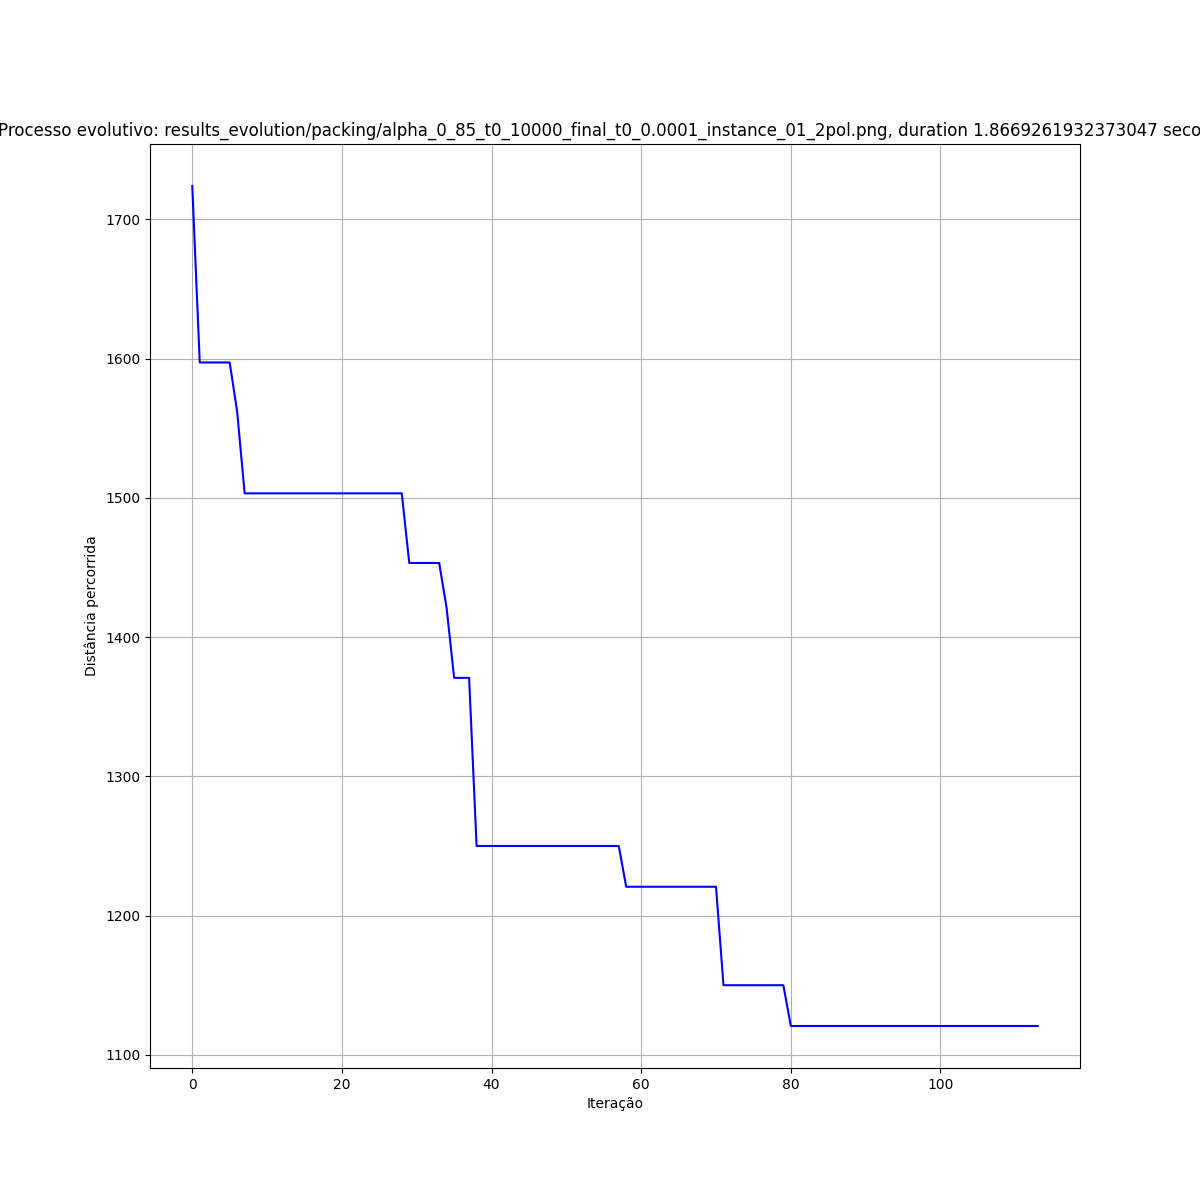 Processo evolutivo: results_evolution/packing/alpha_0_85_t0_10000_final_t0_0.0001_instance_01_2pol.png, duration 1.8669261932373047 seco
1700
1600
1500
1400
1300
1200
1100
Distância percorrida
0 20 40 60 80 100
Iteração